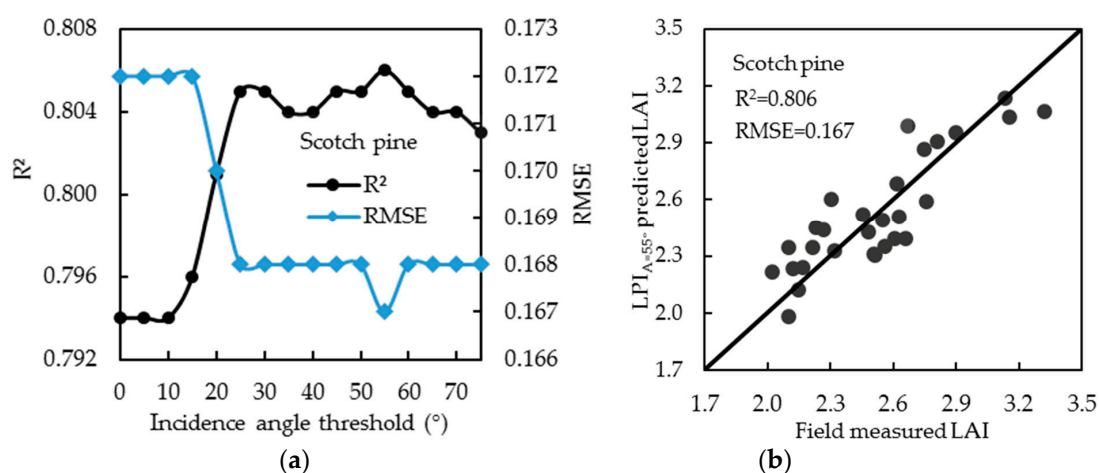 0.808
0.804
0.800
0.796
0.792
R²
0.173
0.172
0.171
0.170
0.169
0.168
0.167
0.166
RMSE
Scotch pine
R²
RMSE
0 10 20 30 40 50 60 70
Incidence angle threshold (°)
(a)
3.5
3.2
2.9
2.6
2.3
2.0
1.7
LPI A=55° predicted LAI
Scotch pine
R²=0.806
RMSE=0.167
1.7 2.0 2.3 2.6 2.9 3.2 3.5
Field measured LAI
(b)